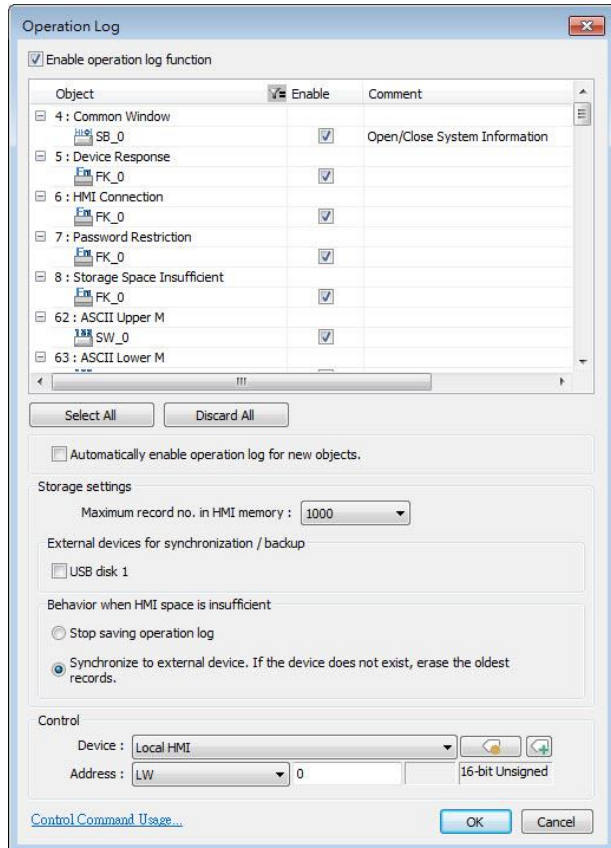 Operation Log
Enable operation log function
Object Enable Comment
4 : Common Window
SB_0 Open/Close System Information
5 : Device Response
FK_0
6 : HMI Connection
FK_0
7 : Password Restriction
FK_0
8 : Storage Space Insufficient
FK_0
62 : ASCII Upper M
SW_0
63 : ASCII Lower M
Select All Discard All
Automatically enable operation log for new objects.
Storage settings
Maximum record no. in HMI memory : 1000
External devices for synchronization / backup
USB disk 1
Behavior when HMI space is insufficient
Stop saving operation log
Synchronize to external device. If the device does not exist, erase the oldest
records.
Control
Device : Local HMI
Address : LW 0 16-bit Unsigned
Control Command Usage... OK Cancel